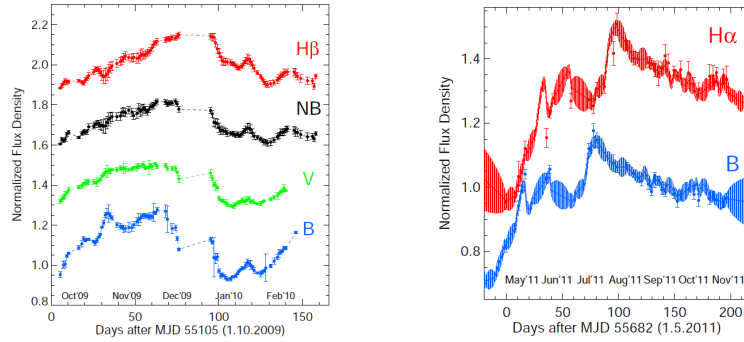 Normalized Flux Density
2.2
2.0
1.8
1.6
1.4
1.2
1.0
0.8
Hβ
NB
V
B
Oct'09 Nov'09 Dec'09 Jan'10 Feb'10
0 50 100 150
Days after MJD 55105 (1.10.2009)
Normalized Flux Density
1.4
1.2
1.0
0.8
Hα
B
May'11 Jun'11 Jul'11 Aug'11 Sep'11 Oct'11 Nov'11
0 50 100 150 200
Days after MJD 55682 (1.5.2011)